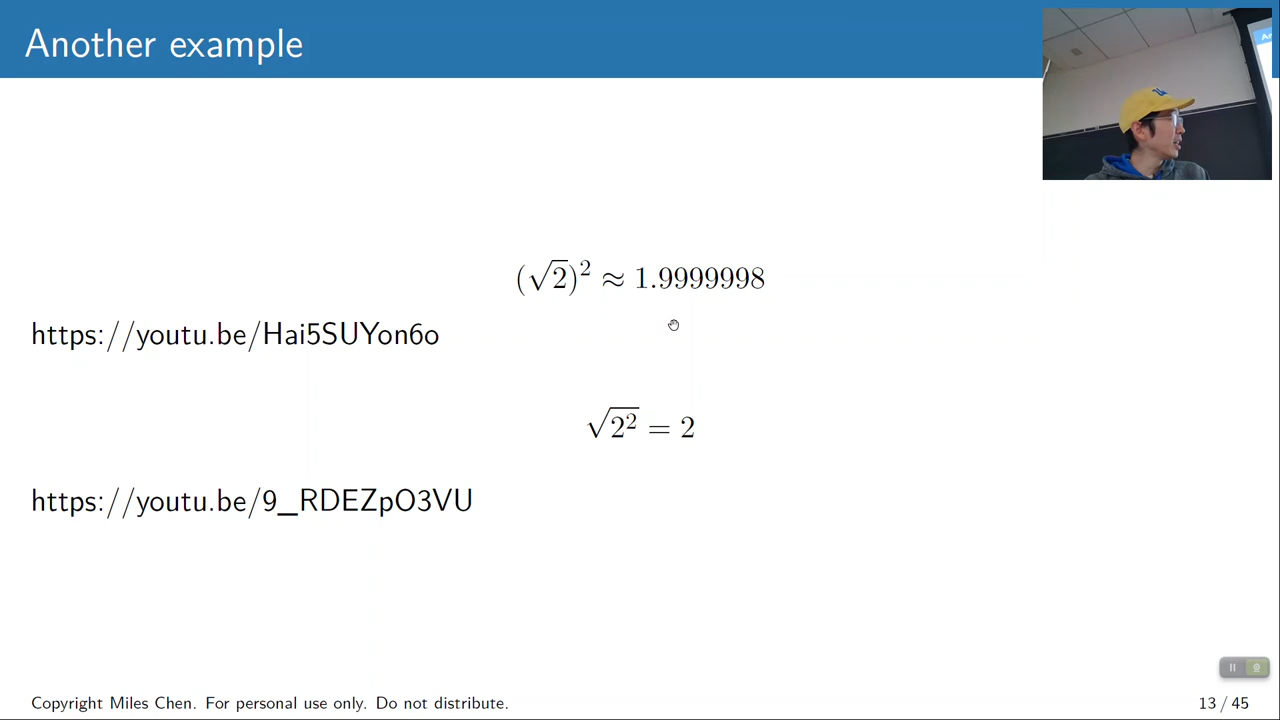 Another example
(√2)² ≈ 1.9999998
https://youtu.be/Hai5SUYon6o
√2² = 2
https://youtu.be/9_RDEZpO3VU
Copyright Miles Chen. For personal use only. Do not distribute.
13 / 45